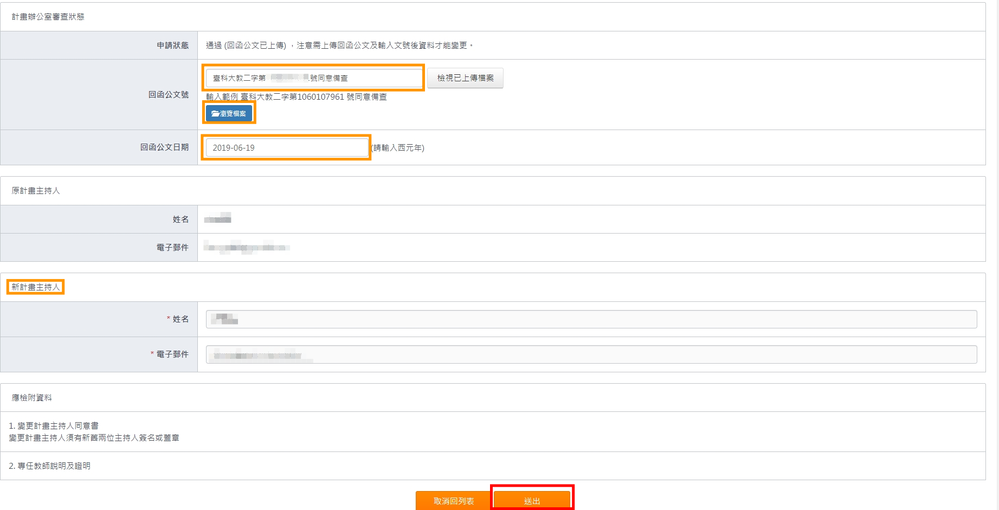 計畫辦公室審查狀態
申請狀態
通過 (回函公文已上傳) ，注意需上傳回函公文及輸入文號後資料才能變更。
回函公文號
臺科大教二字第 號同意備查
檢視已上傳檔案
輸入範例 臺科大教二字第1060107961 號同意備查
瀏覽檔案
回函公文日期
2019-06-19
(請輸入西元年)
原計畫主持人
姓名
電子郵件
新計畫主持人
* 姓名
* 電子郵件
應檢附資料
1. 變更計畫主持人同意書
變更計畫主持人須有新舊兩位主持人簽名或蓋章
2. 專任教師說明及證明
取消回列表
送出